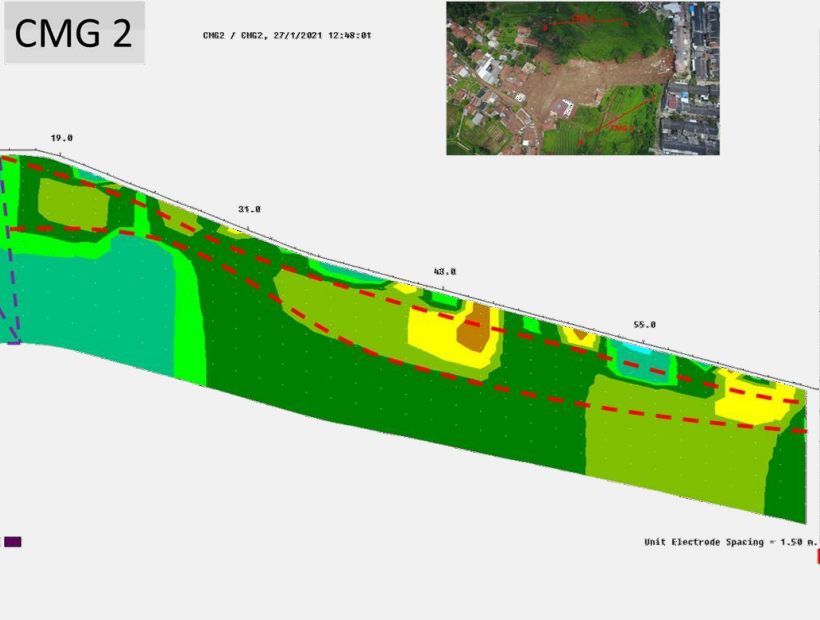 CMG 2
CMG2 / CMG2, 27/1/2021 12:48:01
19.0
31.0
43.0
55.0
Unit Electrode Spacing = 1.50 m.